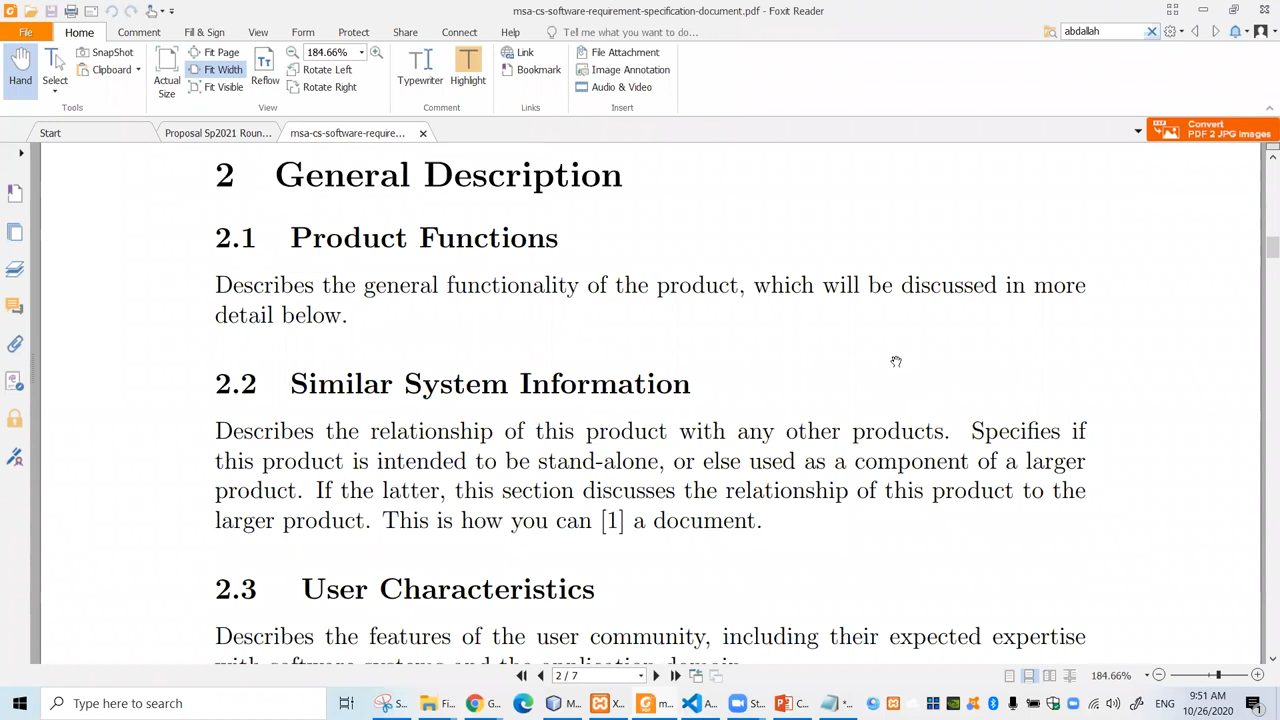 msa-cs-software-requirement-specification-document.pdf - Foxit Reader
File Home Comment Fill & Sign View Form Protect Share Connect Help Tell me what you want to do... abdallah
Hand Select SnapShot Clipboard Actual Size Fit Page Fit Width Fit Visible Reflow 184.66% Rotate Left Rotate Right Typewriter Highlight Link Bookmark File Attachment Image Annotation Audio & Video
Tools View Comment Links Insert
Start Proposal Sp2021 Roun... msa-cs-software-require... Convert PDF 2 JPG Images
2 General Description
2.1 Product Functions
Describes the general functionality of the product, which will be discussed in more
detail below.
2.2 Similar System Information
Describes the relationship of this product with any other products. Specifies if
this product is intended to be stand-alone, or else used as a component of a larger
product. If the latter, this section discusses the relationship of this product to the
larger product. This is how you can [1] a document.
2.3 User Characteristics
Describes the features of the user community, including their expected expertise
with software systems and the application domain.
2 / 7 184.66%
Type here to search S... Fi... G... M... X... m... A... St... C... *... ENG 9:51 AM
10/26/2020